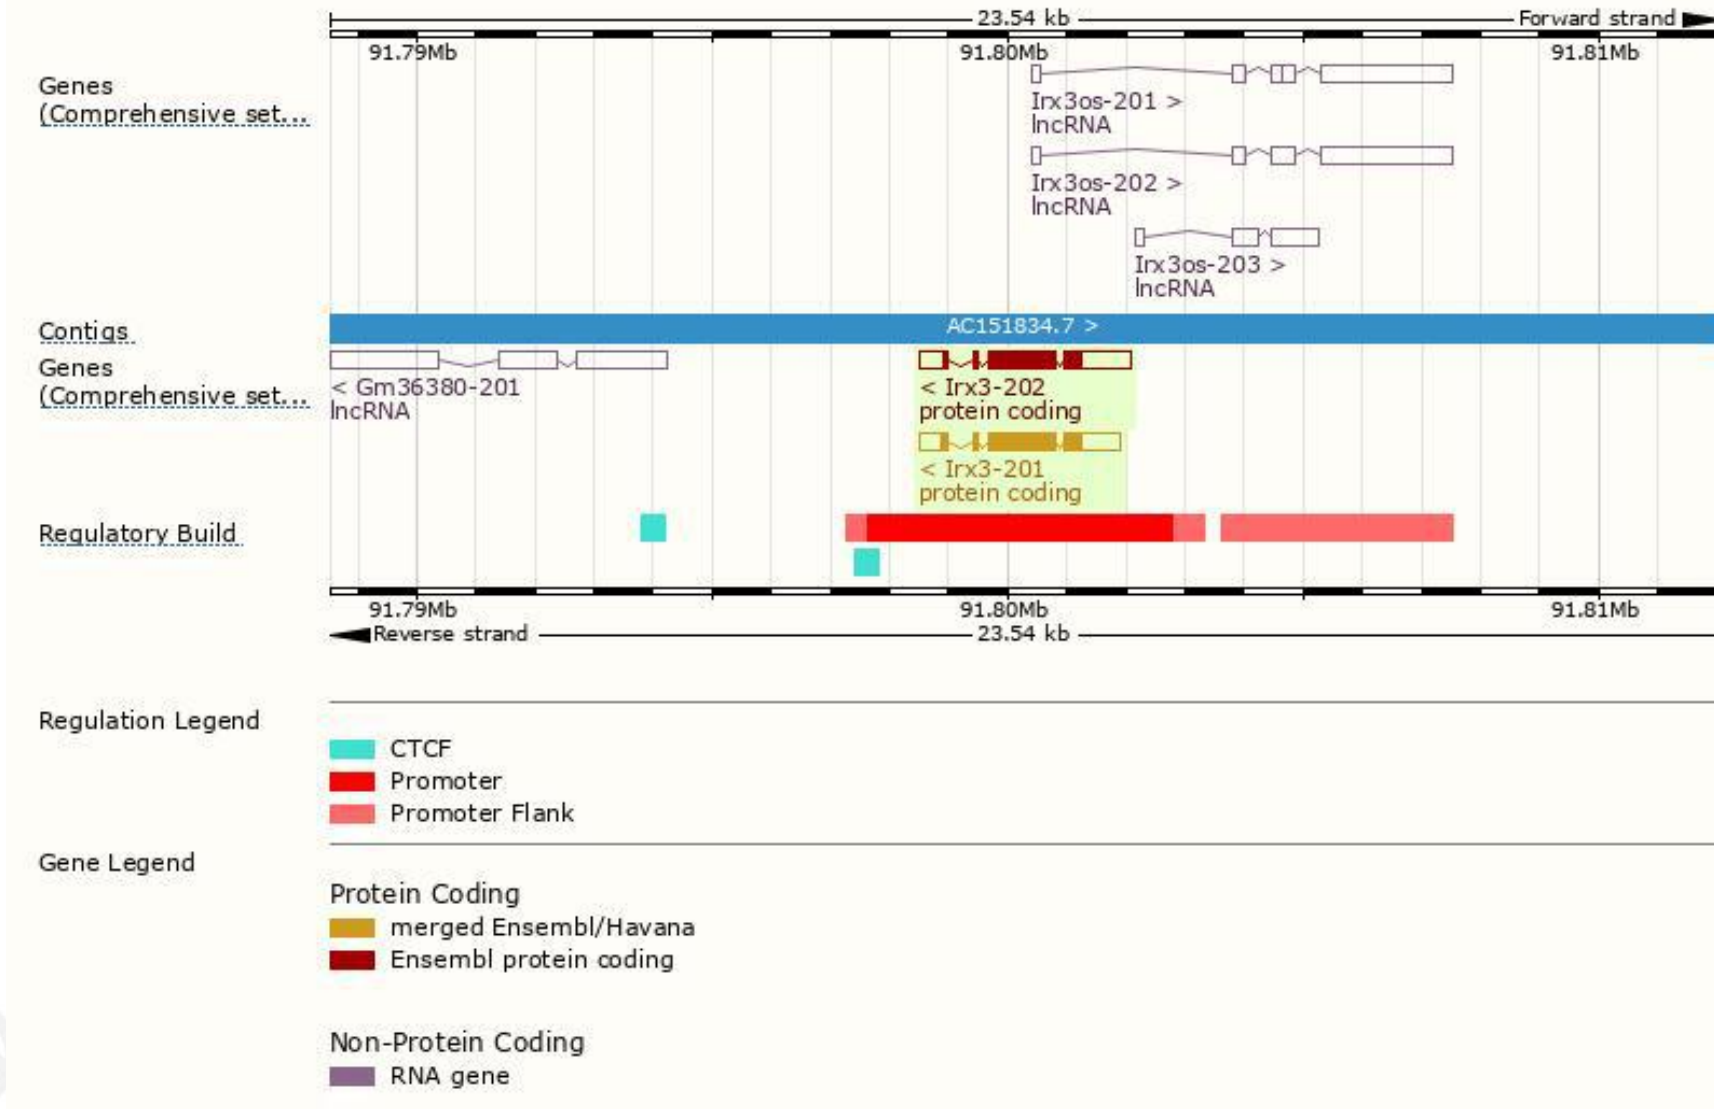 23.54 kb Forward strand
91.79Mb 91.80Mb 91.81Mb
Genes
(Comprehensive set...
Irx3os-201 >
lncRNA
Irx3os-202 >
lncRNA
Irx3os-203 >
lncRNA
Contigs
AC151834.7 >
Genes
(Comprehensive set...
< Gm36380-201
lncRNA
< Irx3-202
protein coding
< Irx3-201
protein coding
Regulatory Build
91.79Mb 91.80Mb 91.81Mb
Reverse strand 23.54 kb
Regulation Legend
CTCF
Promoter
Promoter Flank
Gene Legend
Protein Coding
merged Ensembl/Havana
Ensembl protein coding
Non-Protein Coding
RNA gene